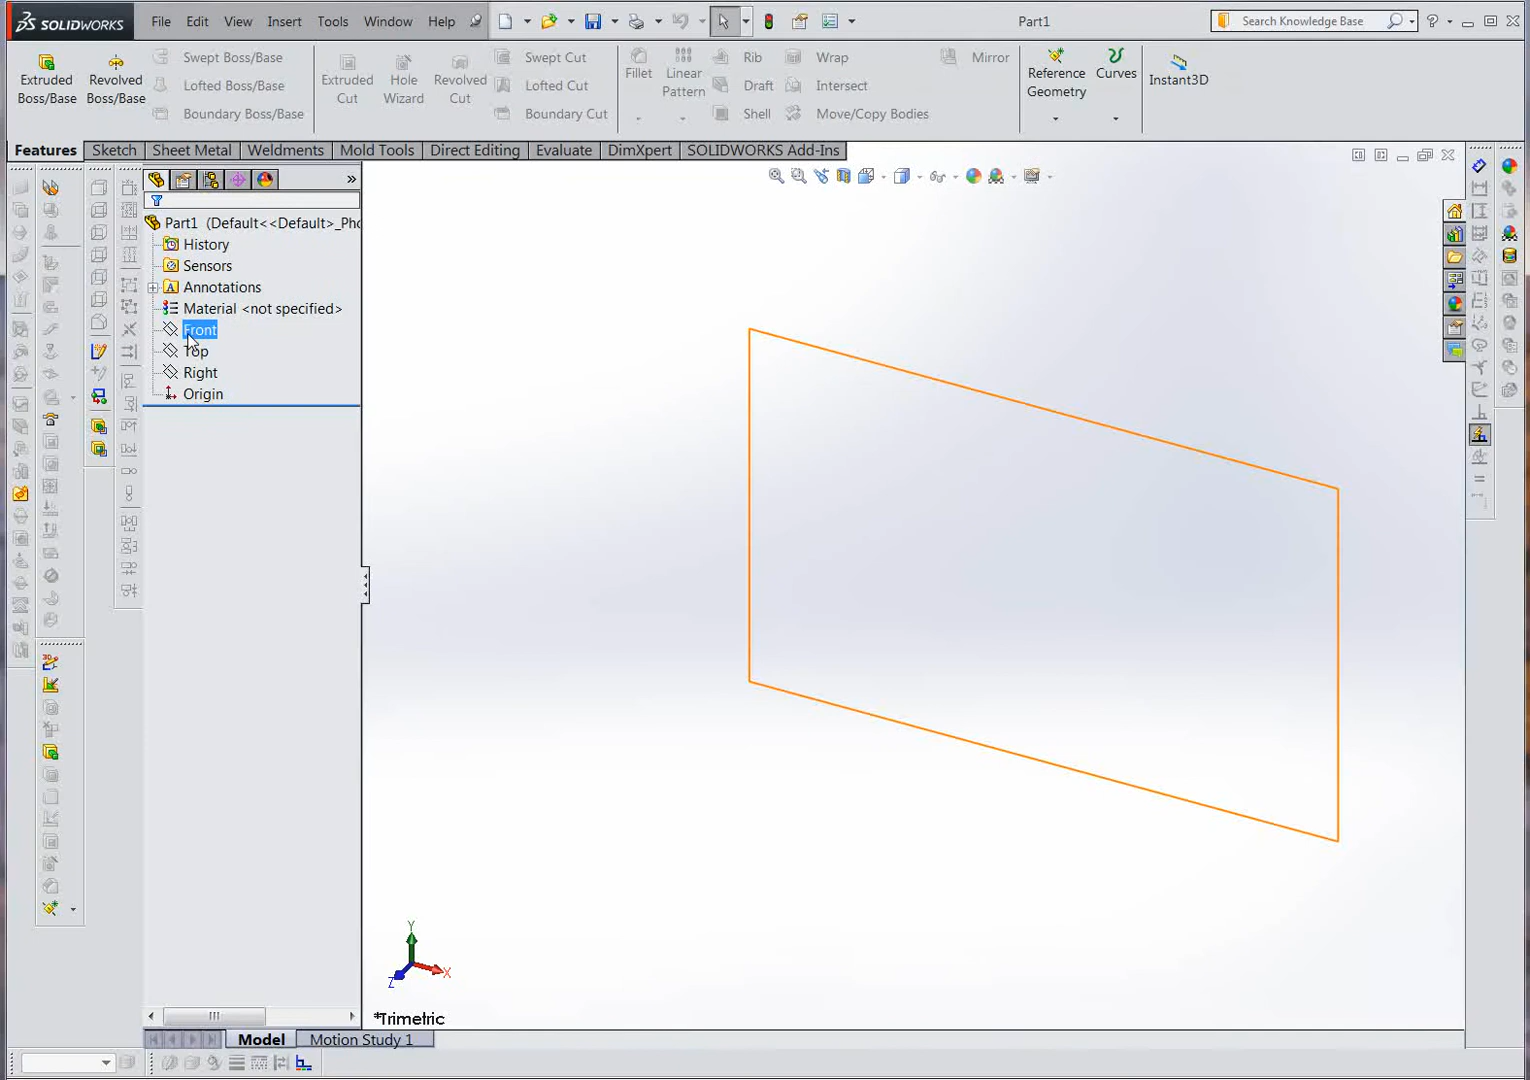 SOLIDWORKS File Edit View Insert Tools Window Help Part1 Search Knowledge Base ?
Extruded Boss/Base
Revolved Boss/Base
Swept Boss/Base
Lofted Boss/Base
Boundary Boss/Base
Extruded Cut
Hole Wizard
Revolved Cut
Swept Cut
Lofted Cut
Boundary Cut
Fillet
Linear Pattern
Rib
Draft
Shell
Wrap
Intersect
Move/Copy Bodies
Mirror
Reference Geometry
Curves
Instant3D
Features Sketch Sheet Metal Weldments Mold Tools Direct Editing Evaluate DimXpert SOLIDWORKS Add-Ins
Part1 (Default<<Default>_Pho
History
Sensors
Annotations
Material <not specified>
Front
Top
Right
Origin
Y
X
Z
*Trimetric
Model Motion Study 1